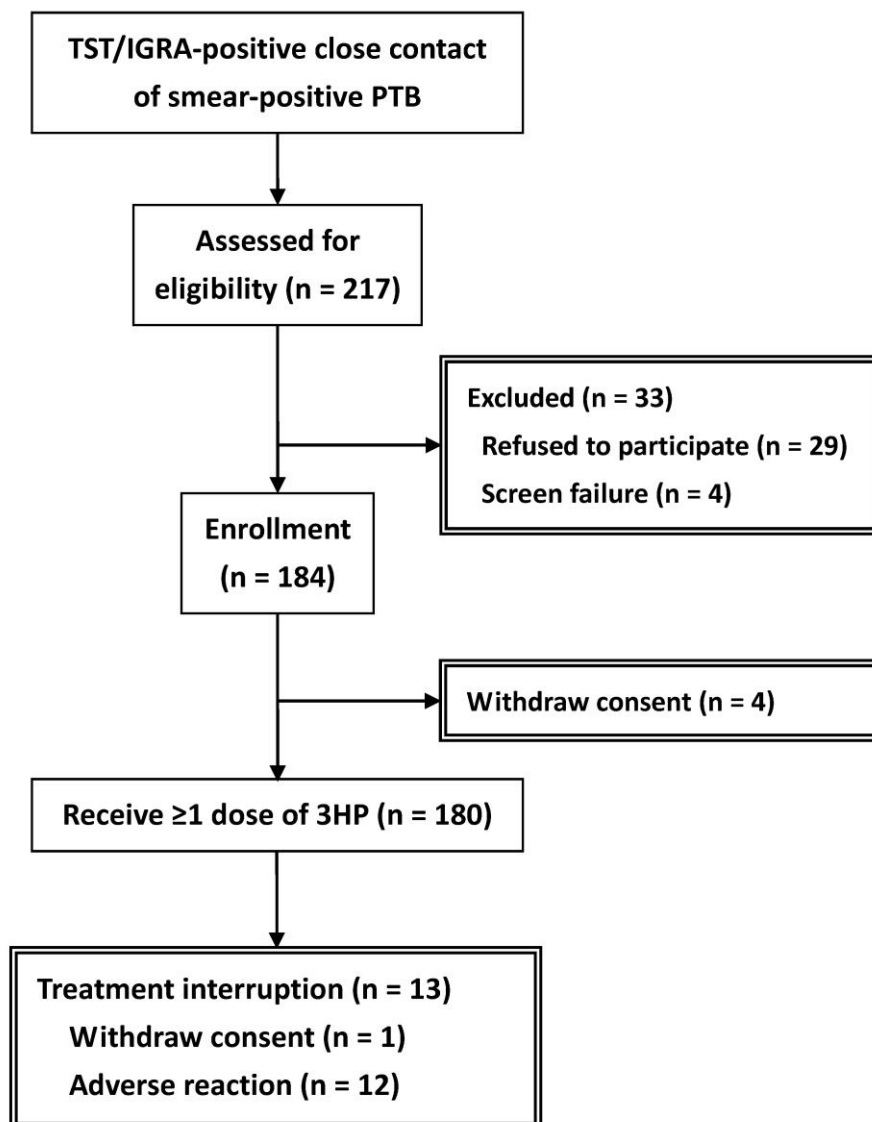 TST/IGRA-positive close contact
of smear-positive PTB
Assessed for
eligibility (n = 217)
Excluded (n = 33)
Refused to participate (n = 29)
Screen failure (n = 4)
Enrollment
(n = 184)
Withdraw consent (n = 4)
Receive ≥1 dose of 3HP (n = 180)
Treatment interruption (n = 13)
Withdraw consent (n = 1)
Adverse reaction (n = 12)